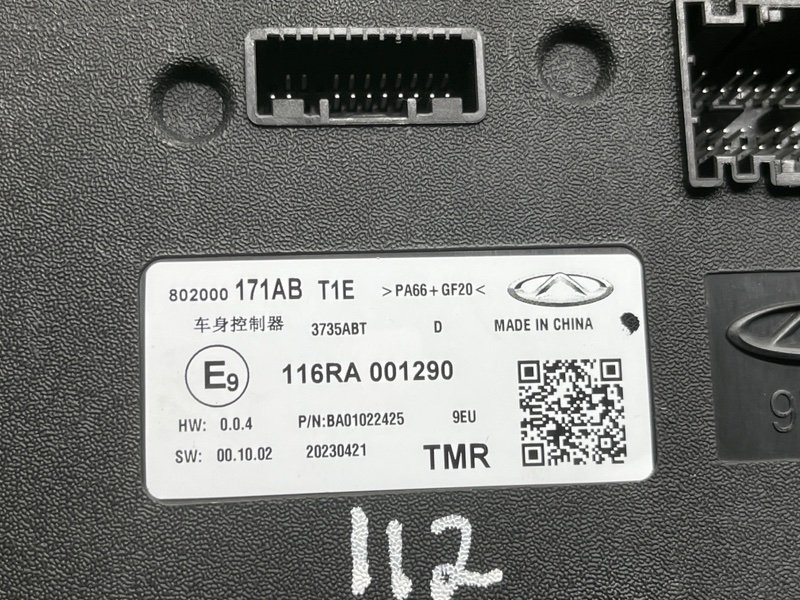 802000 171AB T1E >PA66+GF20<
车身控制器 3735ABT D MADE IN CHINA
E9 116RA 001290
HW: 0.0.4 P/N:BA01022425 9EU
SW: 00.10.02 20230421 TMR
112
9